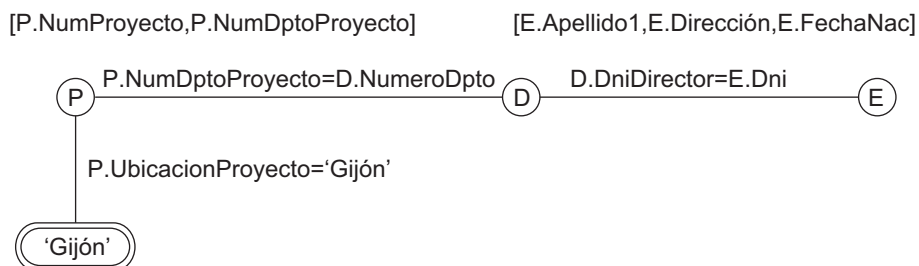 [P.NumProyecto,P.NumDptoProyecto] [E.Apellido1,E.Dirección,E.FechaNac]
P.NumDptoProyecto=D.NumeroDpto D.DniDirector=E.Dni
P D E
P.UbicacionProyecto=‘Gijón’
‘Gijón’